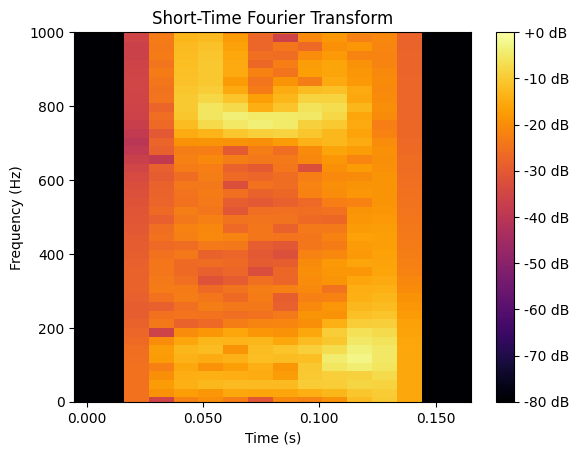 Short-Time Fourier Transform
1000
800
600
400
200
0
Frequency (Hz)
0.000
0.050
0.100
0.150
Time (s)
+0 dB
-10 dB
-20 dB
-30 dB
-40 dB
-50 dB
-60 dB
-70 dB
-80 dB